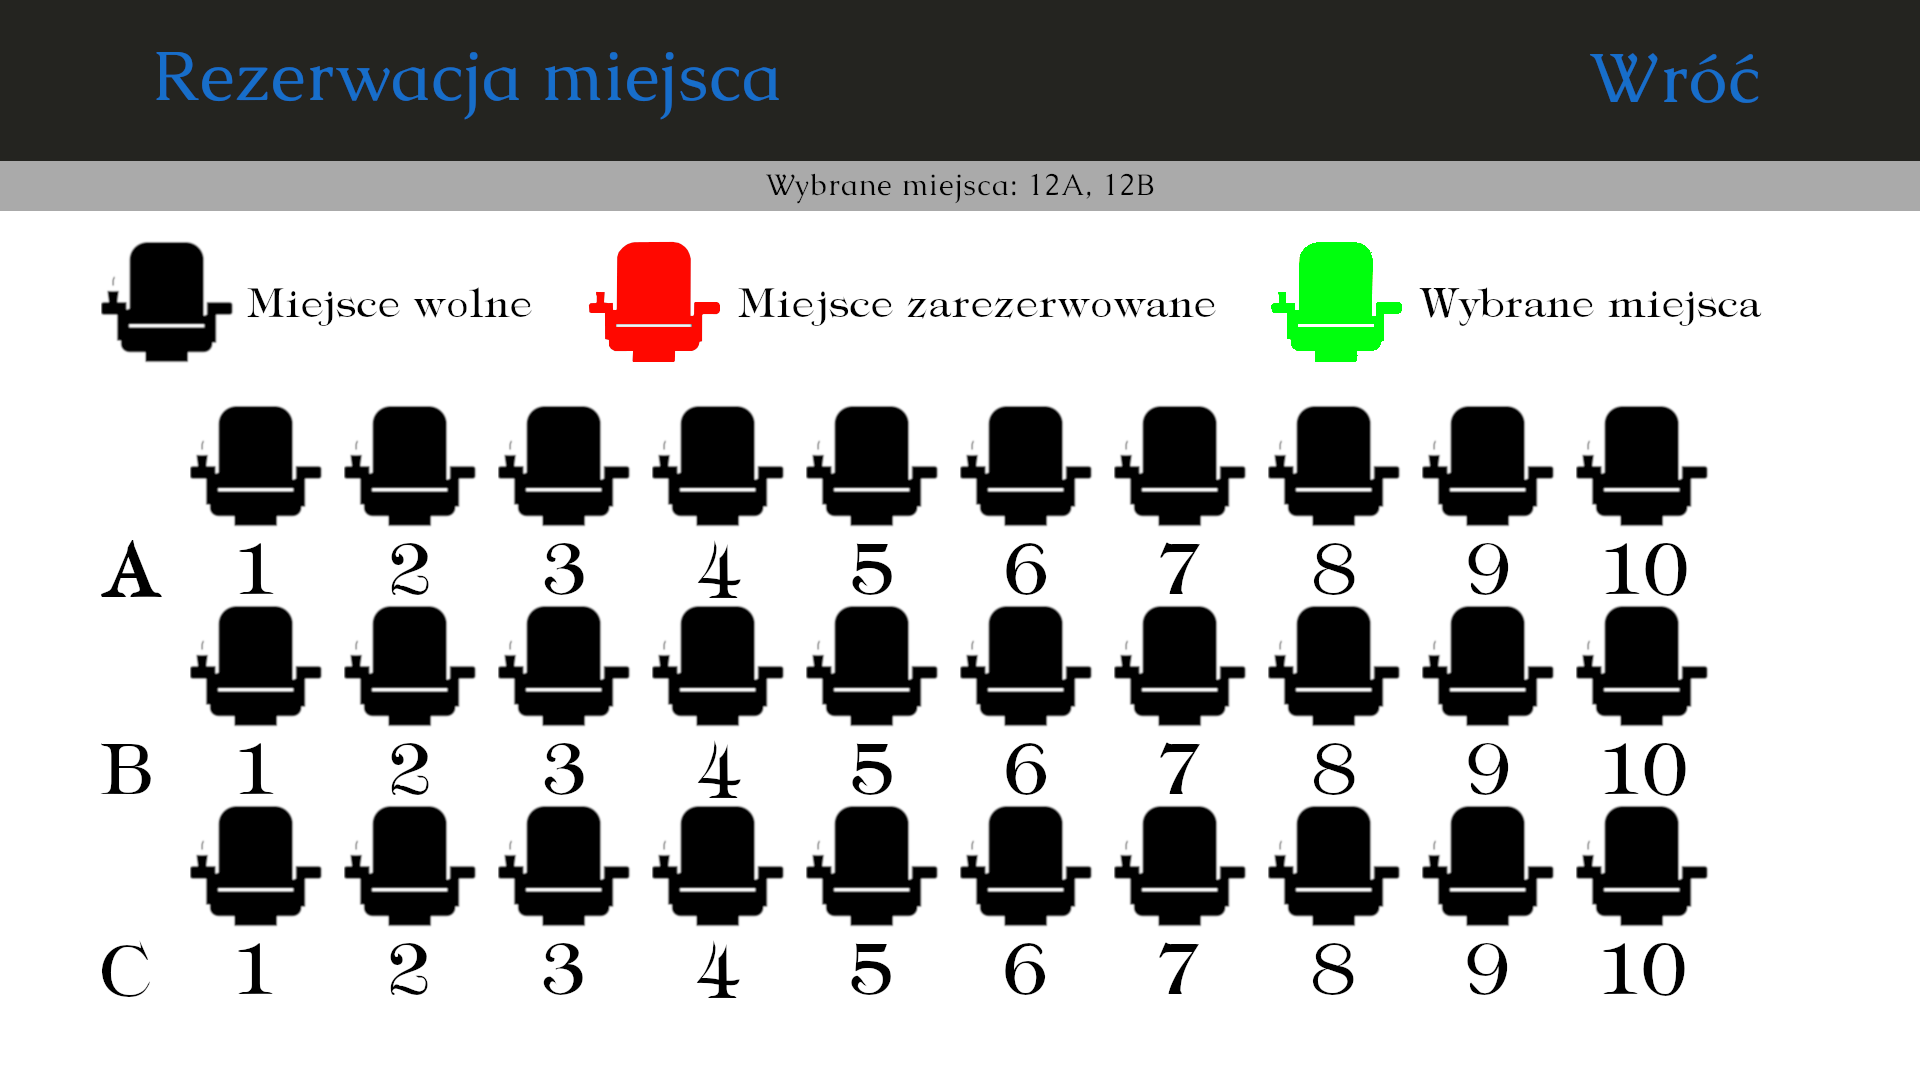 Rezerwacja miejsca
Wróć
Wybrane miejsca: 12A, 12B
Miejsce wolne
Miejsce zarezerwowane
Wybrane miejsca
A 1 2 3 4 5 6 7 8 9 10
B 1 2 3 4 5 6 7 8 9 10
C 1 2 3 4 5 6 7 8 9 10